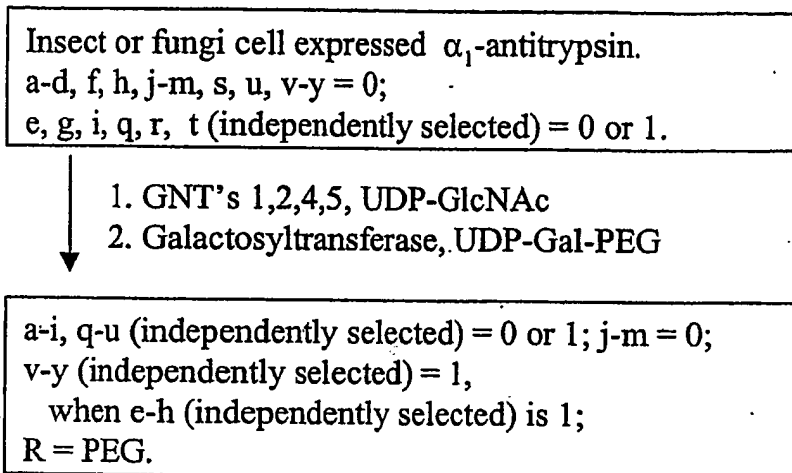 Insect or fungi cell expressed α₁-antitrypsin.
a-d, f, h, j-m, s, u, v-y = 0;
e, g, i, q, r, t (independently selected) = 0 or 1.
1. GNT's 1,2,4,5, UDP-GlcNAc
2. Galactosyltransferase, UDP-Gal-PEG
a-i, q-u (independently selected) = 0 or 1; j-m = 0;
v-y (independently selected) = 1,
when e-h (independently selected) is 1;
R = PEG.